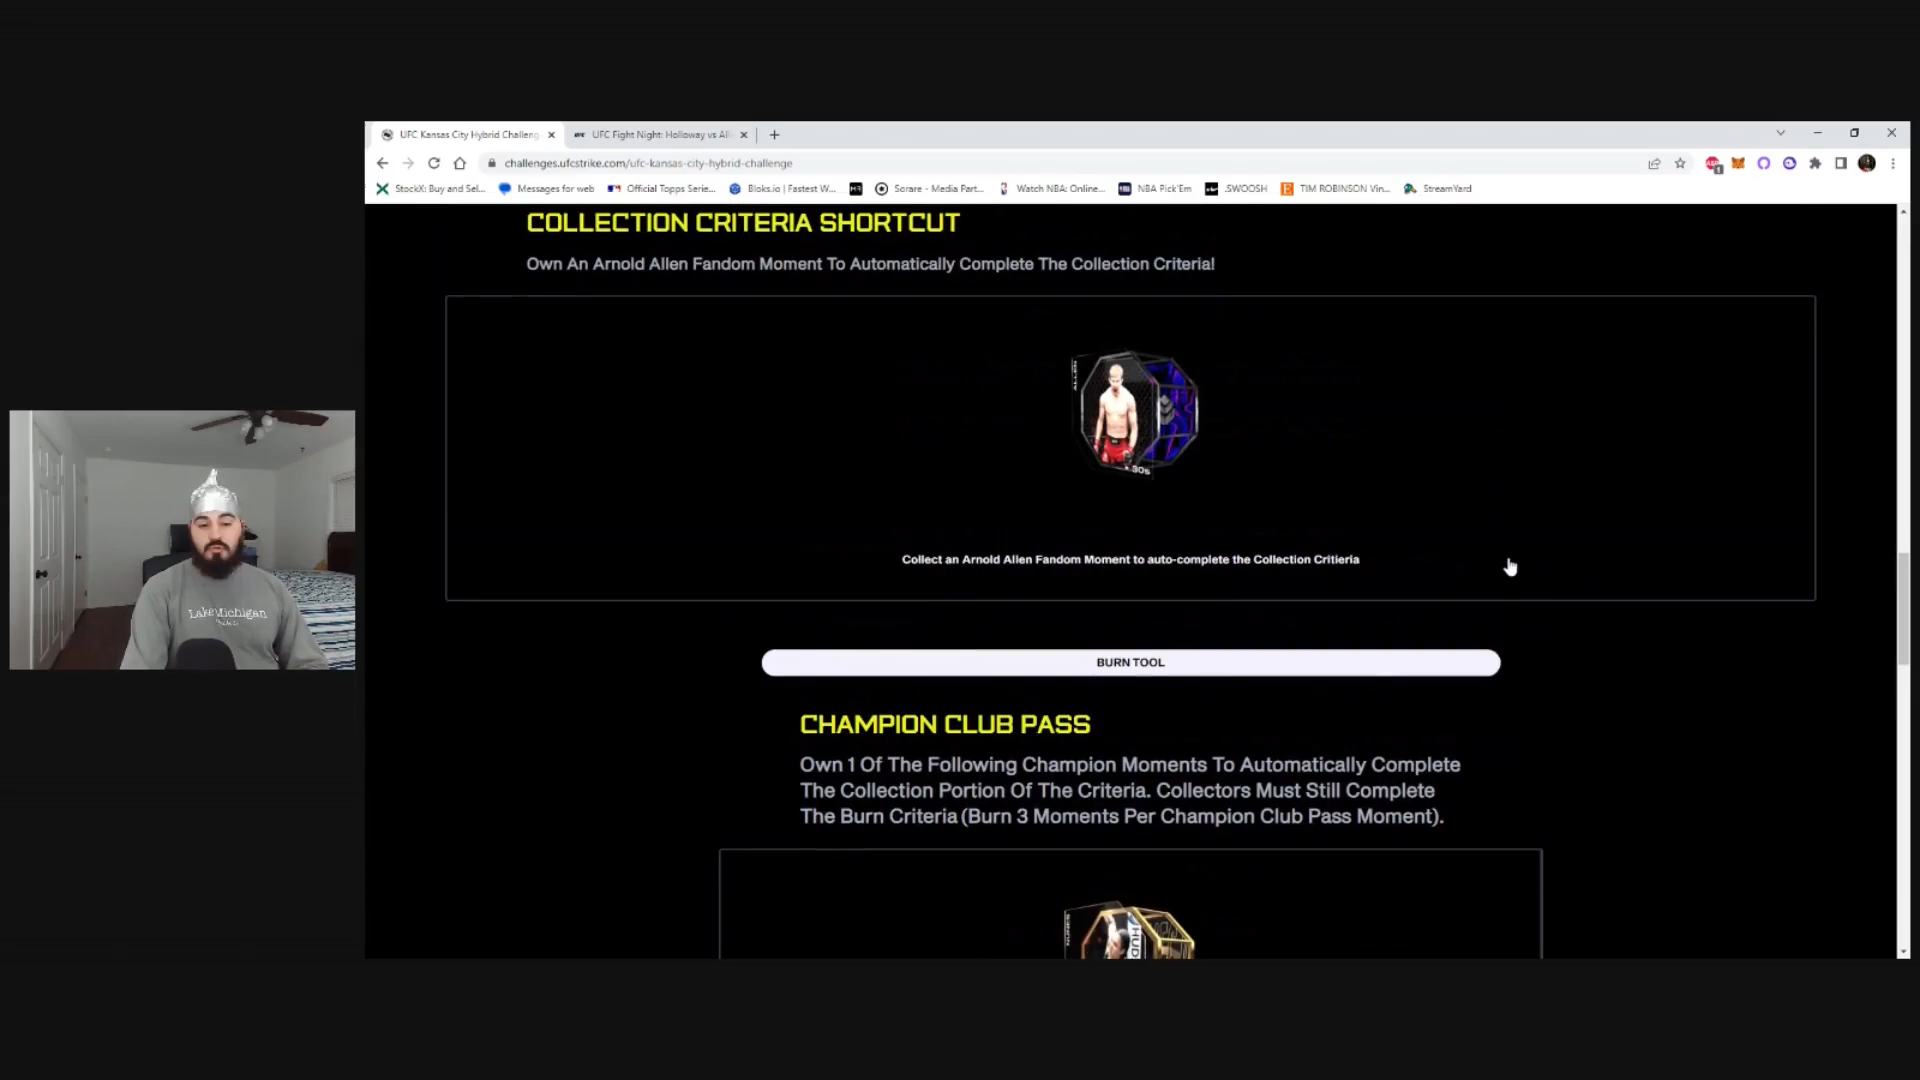 UFC Kansas City Hybrid Challeng
UFC Fight Night: Holloway vs All
challenges.ufcstrike.com/ufc-kansas-city-hybrid-challenge
StockX: Buy and Sel...
Messages for web
Official Topps Serie...
Bloks.io | Fastest W...
Sorare - Media Part...
Watch NBA: Online...
NBA Pick'Em
.SWOOSH
TIM ROBINSON Vin...
StreamYard
COLLECTION CRITERIA SHORTCUT
Own An Arnold Allen Fandom Moment To Automatically Complete The Collection Criteria!
ALLEN
30s
Collect an Arnold Allen Fandom Moment to auto-complete the Collection Critieria
BURN TOOL
CHAMPION CLUB PASS
Own 1 Of The Following Champion Moments To Automatically Complete
The Collection Portion Of The Criteria. Collectors Must Still Complete
The Burn Criteria (Burn 3 Moments Per Champion Club Pass Moment).
NUNES
Lake Michigan